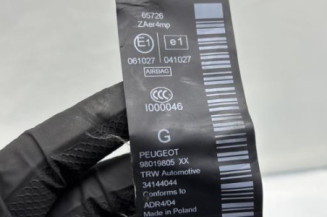 65726
ZAer4mp
E1 e1
061027 041027
AIRBAG
CCC
I000046
G
PEUGEOT
98019805 XX
TRW Automotive
34144044
Conforms to
ADR4/04
Made in Poland